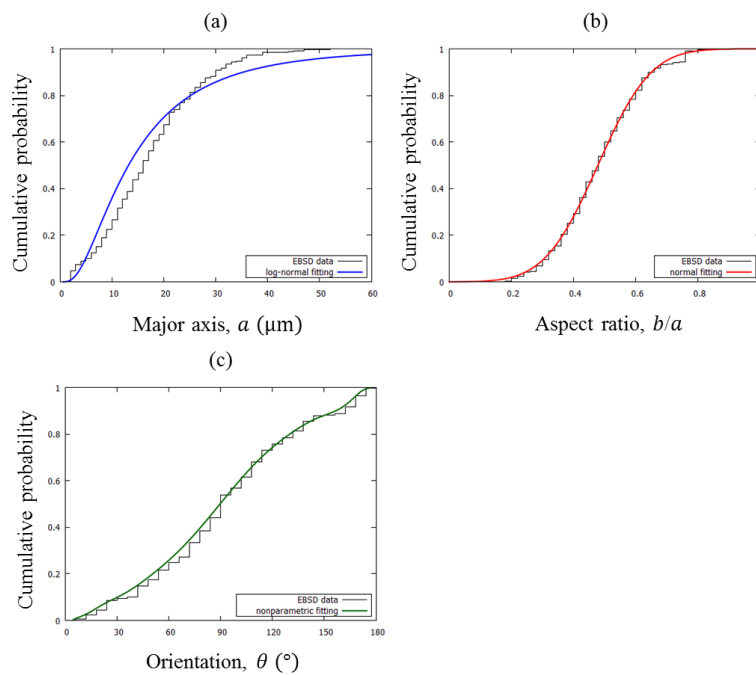 (a)
Cumulative probability
1
0.8
0.6
0.4
0.2
0
0 10 20 30 40 50 60
EBSD data
log-normal fitting
Major axis, a (μm)
(b)
Cumulative probability
1
0.8
0.6
0.4
0.2
0
0 0.2 0.4 0.6 0.8
EBSD data
normal fitting
Aspect ratio, b/a
(c)
Cumulative probability
1
0.8
0.6
0.4
0.2
0
0 30 60 90 120 150 180
EBSD data
nonparametric fitting
Orientation, θ (°)